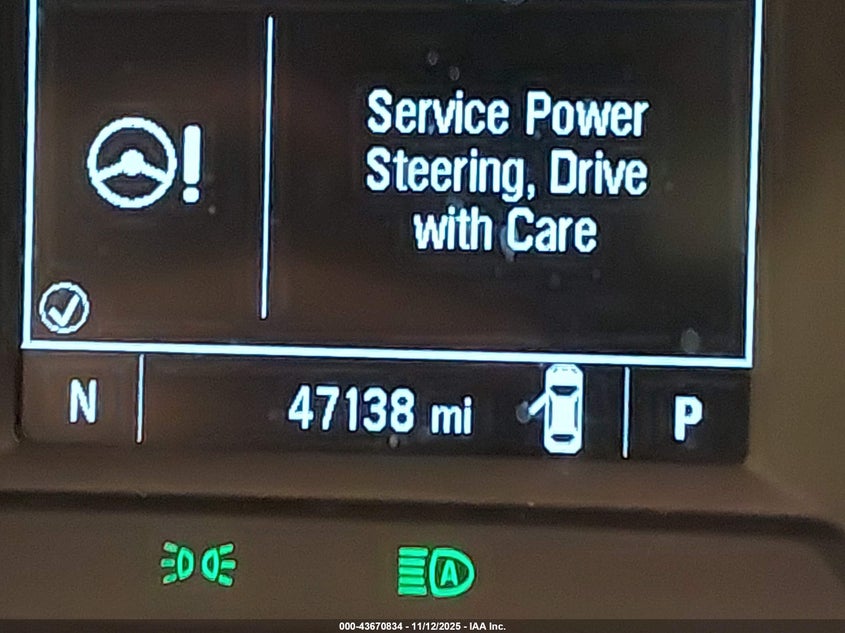 Service Power
Steering, Drive
with Care
N 47138 mi P
A
000-43670834 - 11/12/2025 - IAA Inc.